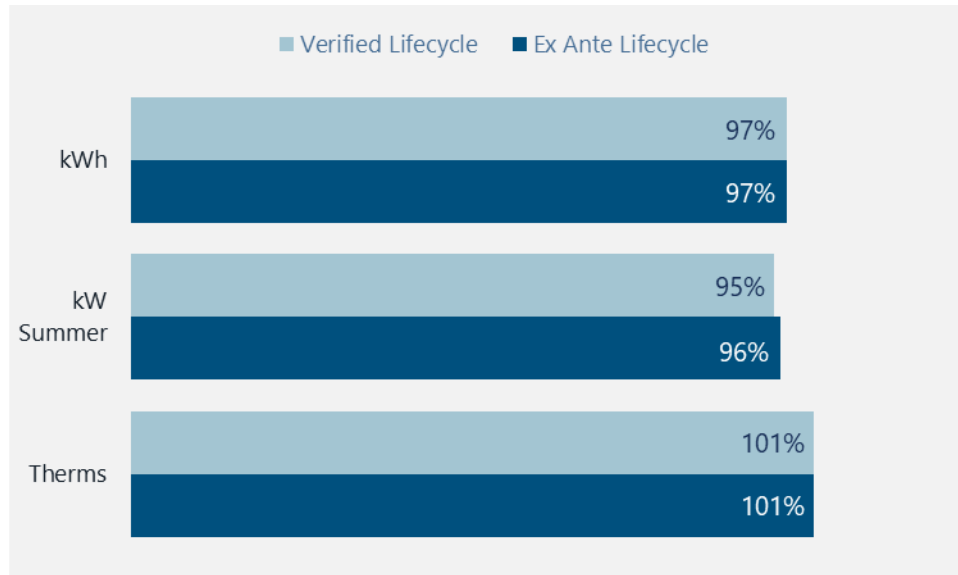 Verified Lifecycle
Ex Ante Lifecycle
kWh
97%
97%
kW
Summer
95%
96%
Therms
101%
101%